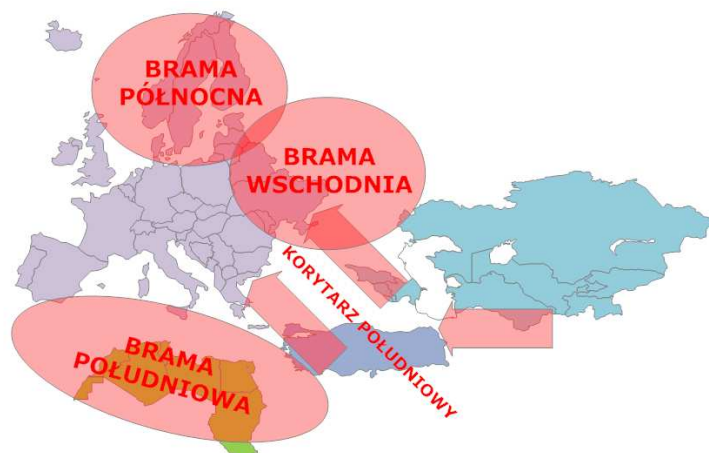 BRAMA
PÓŁNOCNA
BRAMA
WSCHODNIA
KORYTARZ POŁUDNIOWY
BRAMA
POŁUDNIOWA